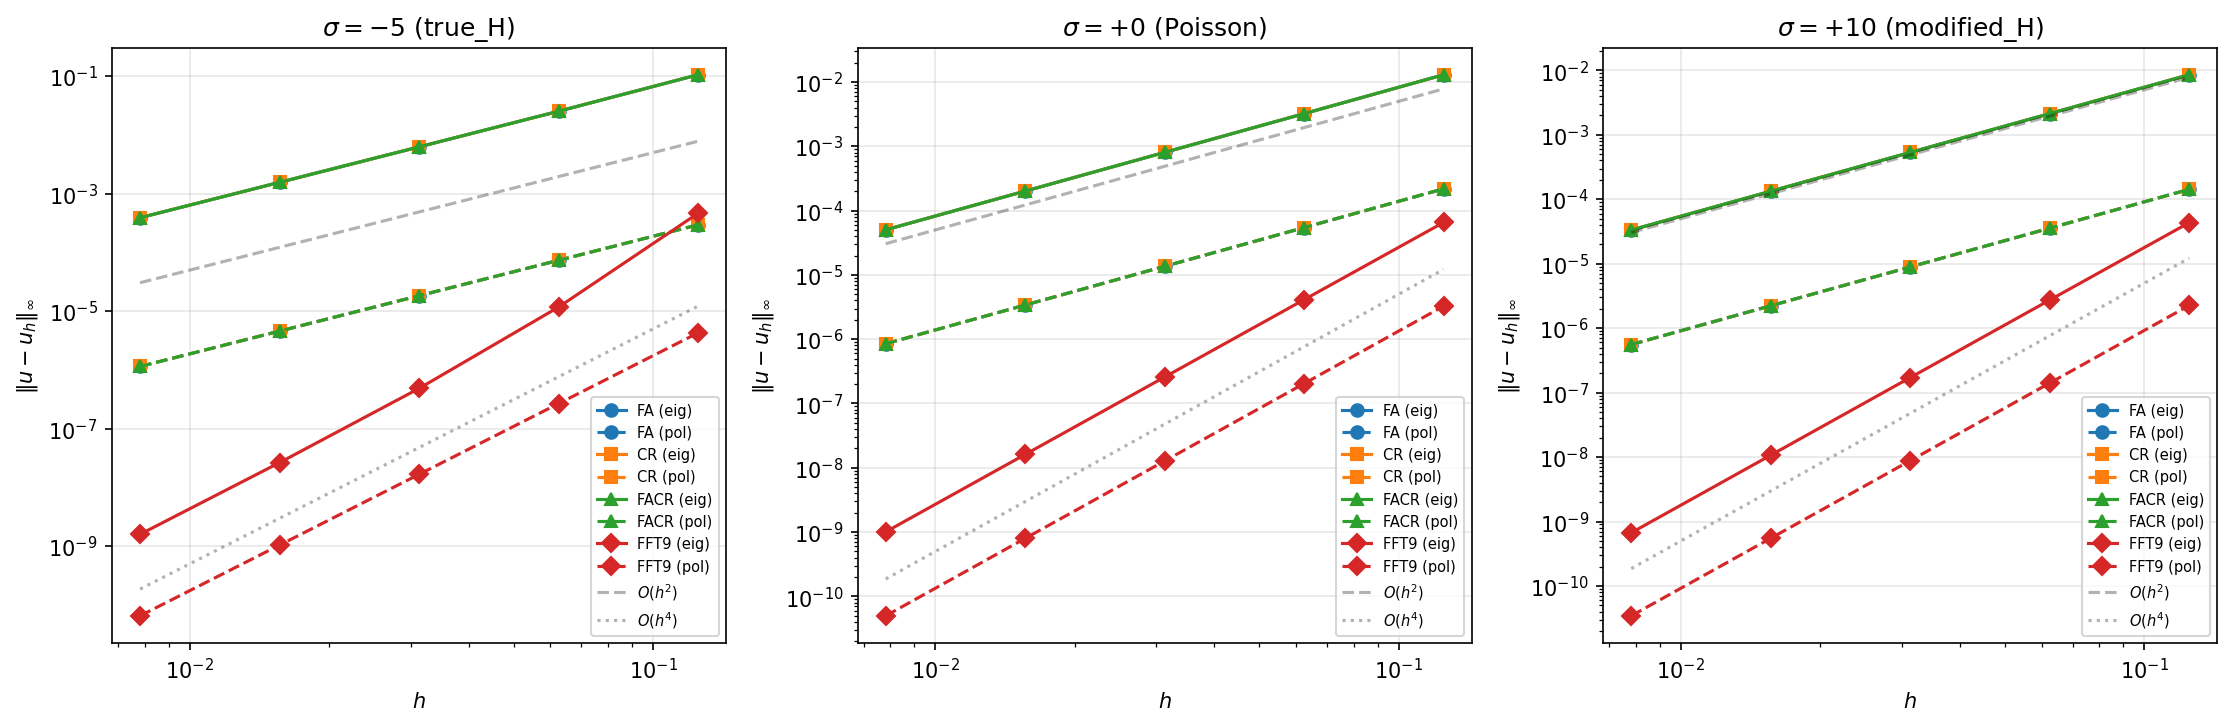 σ = −5 (true_H)
‖u − u_h‖_∞
10^−1
10^−3
10^−5
10^−7
10^−9
FA (eig)
FA (pol)
CR (eig)
CR (pol)
FACR (eig)
FACR (pol)
FFT9 (eig)
FFT9 (pol)
O(h^2)
O(h^4)
10^−2 10^−1
h
σ = +0 (Poisson)
‖u − u_h‖_∞
10^−2
10^−3
10^−4
10^−5
10^−6
10^−7
10^−8
10^−9
10^−10
FA (eig)
FA (pol)
CR (eig)
CR (pol)
FACR (eig)
FACR (pol)
FFT9 (eig)
FFT9 (pol)
O(h^2)
O(h^4)
10^−2 10^−1
h
σ = +10 (modified_H)
‖u − u_h‖_∞
10^−2
10^−3
10^−4
10^−5
10^−6
10^−7
10^−8
10^−9
10^−10
FA (eig)
FA (pol)
CR (eig)
CR (pol)
FACR (eig)
FACR (pol)
FFT9 (eig)
FFT9 (pol)
O(h^2)
O(h^4)
10^−2 10^−1
h